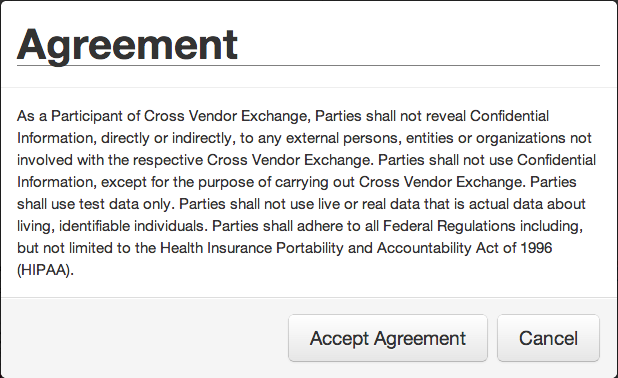 Agreement
As a Participant of Cross Vendor Exchange, Parties shall not reveal Confidential
Information, directly or indirectly, to any external persons, entities or organizations not
involved with the respective Cross Vendor Exchange. Parties shall not use Confidential
Information, except for the purpose of carrying out Cross Vendor Exchange. Parties
shall use test data only. Parties shall not use live or real data that is actual data about
living, identifiable individuals. Parties shall adhere to all Federal Regulations including,
but not limited to the Health Insurance Portability and Accountability Act of 1996
(HIPAA).
Accept Agreement
Cancel